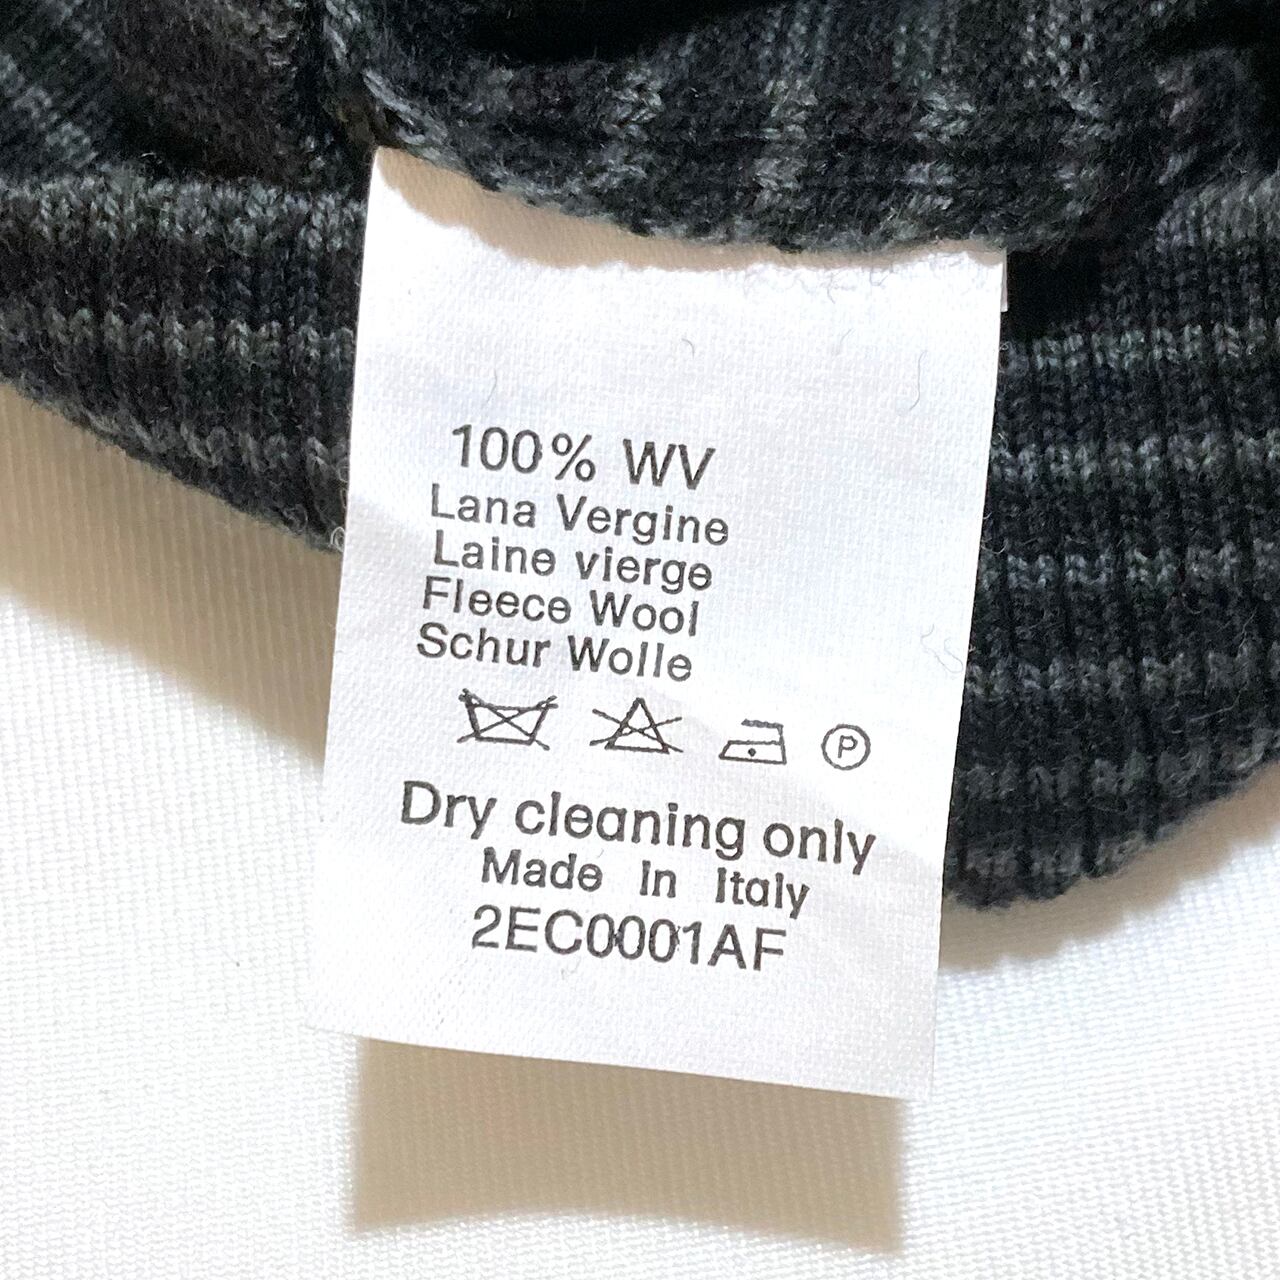 100% WV
Lana Vergine
Laine vierge
Fleece Wool
Schur Wolle
P
Dry cleaning only
Made In Italy
2EC0001AF